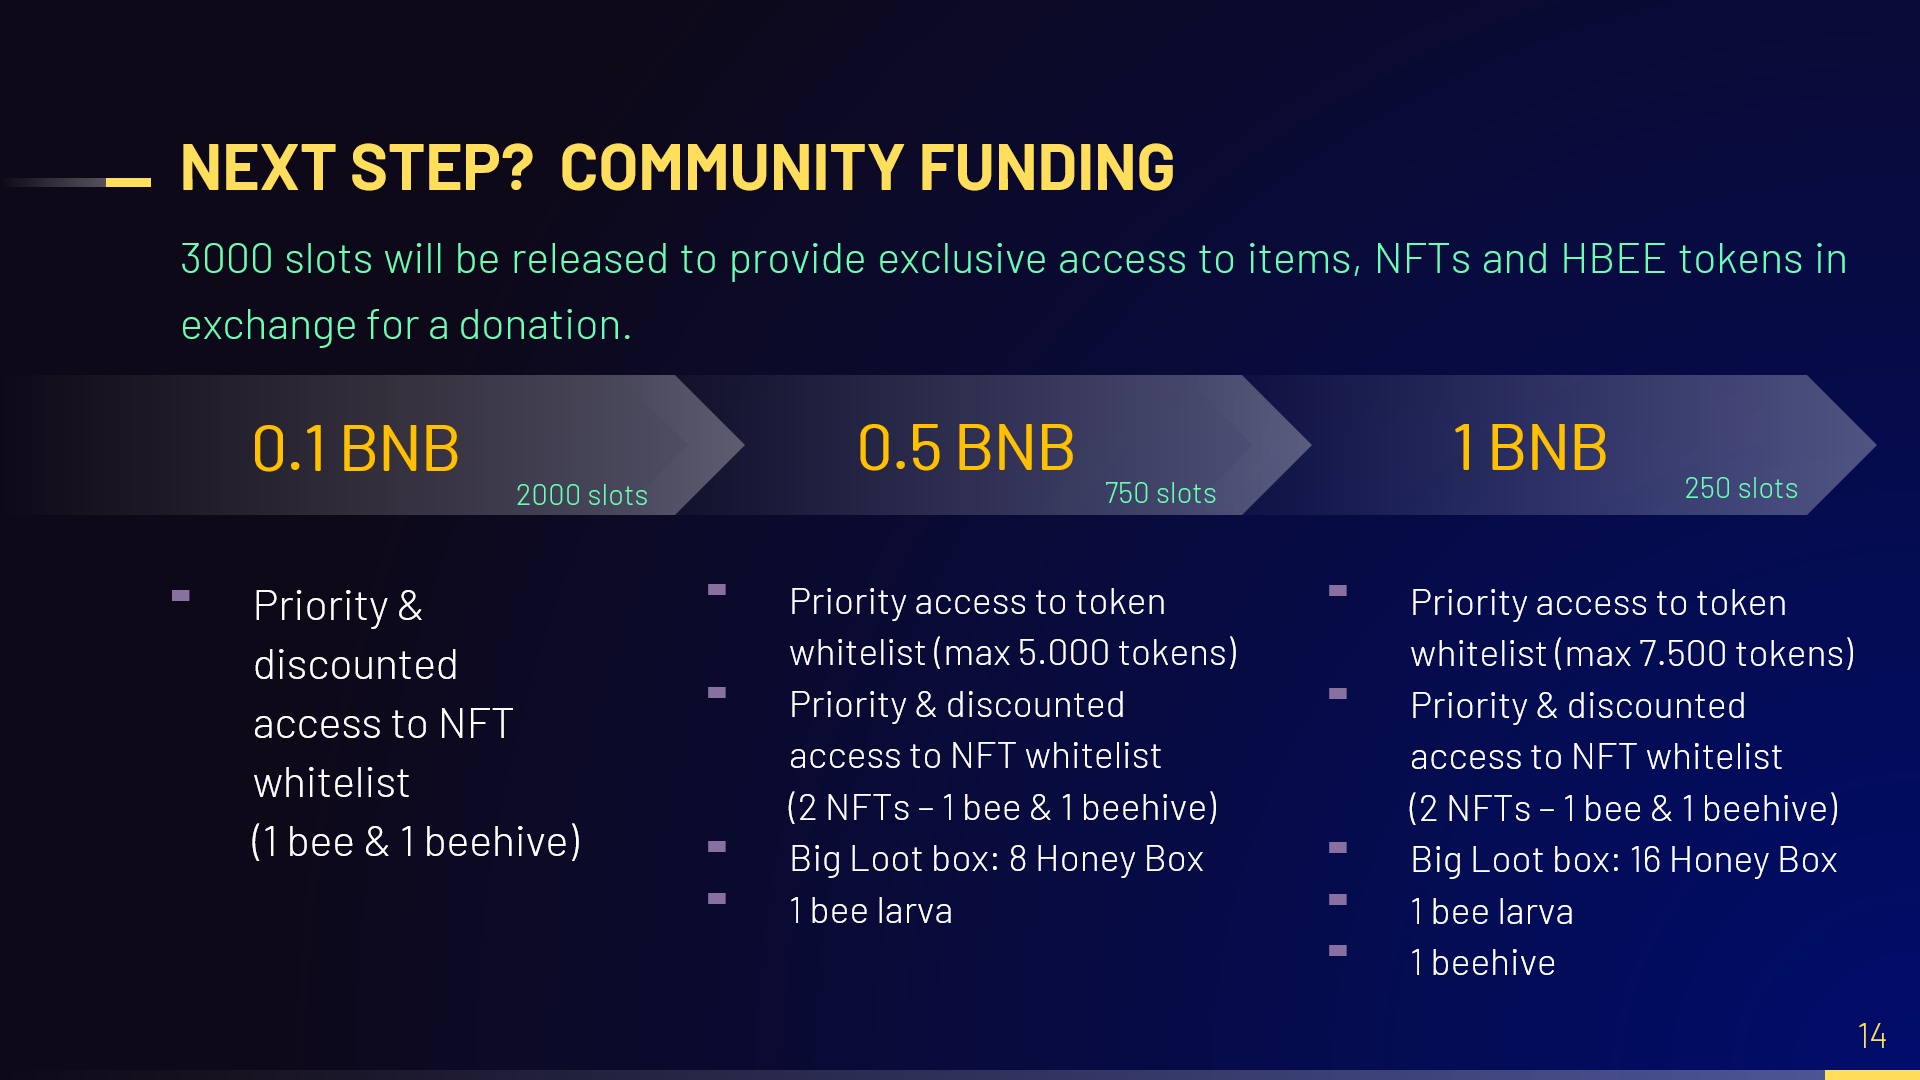 NEXT STEP? COMMUNITY FUNDING
3000 slots will be released to provide exclusive access to items, NFTs and HBEE tokens in
exchange for a donation.
0.1 BNB
2000 slots
0.5 BNB
750 slots
1 BNB
250 slots
Priority &
discounted
access to NFT
whitelist
(1 bee & 1 beehive)
Priority access to token
whitelist (max 5.000 tokens)
Priority & discounted
access to NFT whitelist
(2 NFTs – 1 bee & 1 beehive)
Big Loot box: 8 Honey Box
1 bee larva
Priority access to token
whitelist (max 7.500 tokens)
Priority & discounted
access to NFT whitelist
(2 NFTs – 1 bee & 1 beehive)
Big Loot box: 16 Honey Box
1 bee larva
1 beehive
14